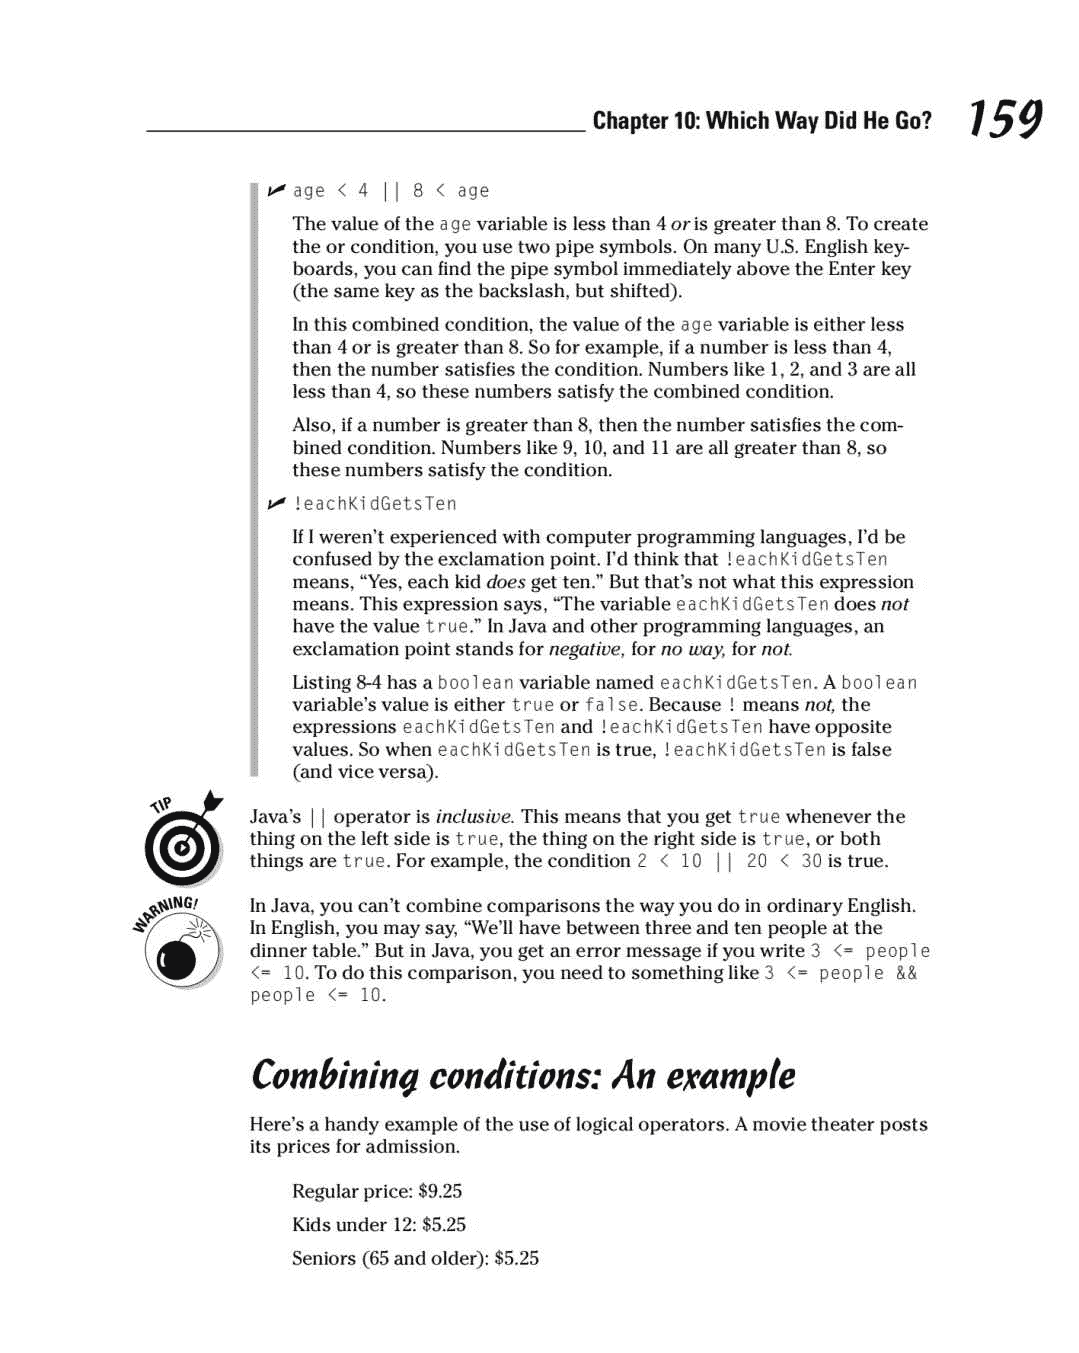 Chapter 10: Which Way Did He Go? 159
✓ age < 4 || 8 < age
The value of the age variable is less than 4 or is greater than 8. To create
the or condition, you use two pipe symbols. On many U.S. English key-
boards, you can find the pipe symbol immediately above the Enter key
(the same key as the backslash, but shifted).
In this combined condition, the value of the age variable is either less
than 4 or is greater than 8. So for example, if a number is less than 4,
then the number satisfies the condition. Numbers like 1, 2, and 3 are all
less than 4, so these numbers satisfy the combined condition.
Also, if a number is greater than 8, then the number satisfies the com-
bined condition. Numbers like 9, 10, and 11 are all greater than 8, so
these numbers satisfy the condition.
✓ !eachKidGetsTen
If I weren't experienced with computer programming languages, I'd be
confused by the exclamation point. I'd think that !eachKidGetsTen
means, “Yes, each kid does get ten.” But that's not what this expression
means. This expression says, “The variable eachKidGetsTen does not
have the value true.” In Java and other programming languages, an
exclamation point stands for negative, for no way, for not.
Listing 8-4 has a boolean variable named eachKidGetsTen. A boolean
variable's value is either true or false. Because ! means not, the
expressions eachKidGetsTen and !eachKidGetsTen have opposite
values. So when eachKidGetsTen is true, !eachKidGetsTen is false
(and vice versa).
TIP
Java's || operator is inclusive. This means that you get true whenever the
thing on the left side is true, the thing on the right side is true, or both
things are true. For example, the condition 2 < 10 || 20 < 30 is true.
WARNING!
In Java, you can't combine comparisons the way you do in ordinary English.
In English, you may say, “We'll have between three and ten people at the
dinner table.” But in Java, you get an error message if you write 3 <= people
<= 10. To do this comparison, you need to something like 3 <= people &&
people <= 10.
Combining conditions: An example
Here's a handy example of the use of logical operators. A movie theater posts
its prices for admission.
Regular price: $9.25
Kids under 12: $5.25
Seniors (65 and older): $5.25